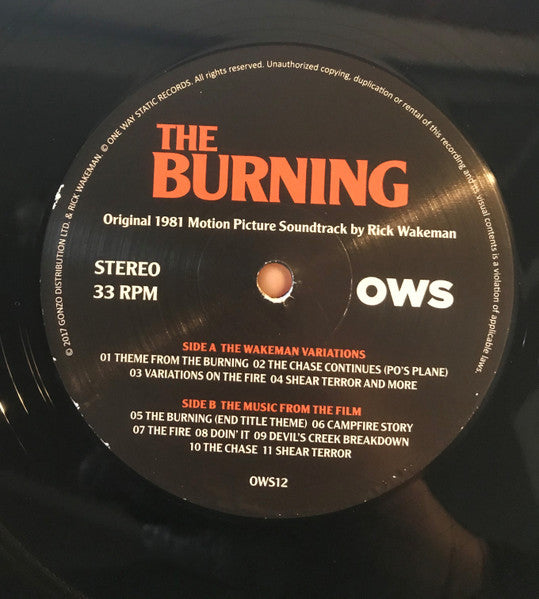 THE
BURNING
Original 1981 Motion Picture Soundtrack by Rick Wakeman
STEREO
33 RPM
OWS
SIDE A THE WAKEMAN VARIATIONS
01 THEME FROM THE BURNING 02 THE CHASE CONTINUES (PO'S PLANE)
03 VARIATIONS ON THE FIRE 04 SHEAR TERROR AND MORE
SIDE B THE MUSIC FROM THE FILM
05 THE BURNING (END TITLE THEME) 06 CAMPFIRE STORY
07 THE FIRE 08 DOIN' IT 09 DEVIL'S CREEK BREAKDOWN
10 THE CHASE 11 SHEAR TERROR
OWS12
℗ 2017 GONZO DISTRIBUTION LTD. & RICK WAKEMAN. © ONE WAY STATIC RECORDS. All rights reserved. Unauthorized copying, duplication or rental of this recording and its visual contents is a violation of applicable laws.